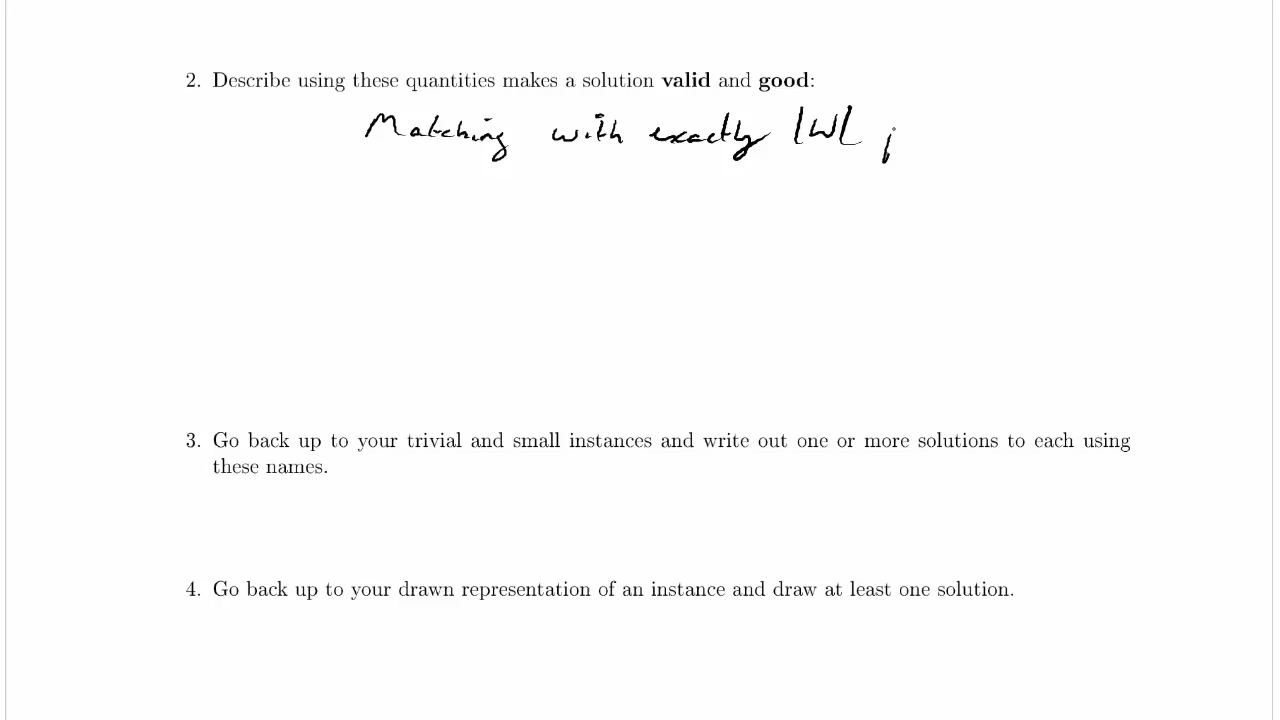 2. Describe using these quantities makes a solution valid and good:
Matching with exactly |W|
3. Go back up to your trivial and small instances and write out one or more solutions to each using
these names.
4. Go back up to your drawn representation of an instance and draw at least one solution.